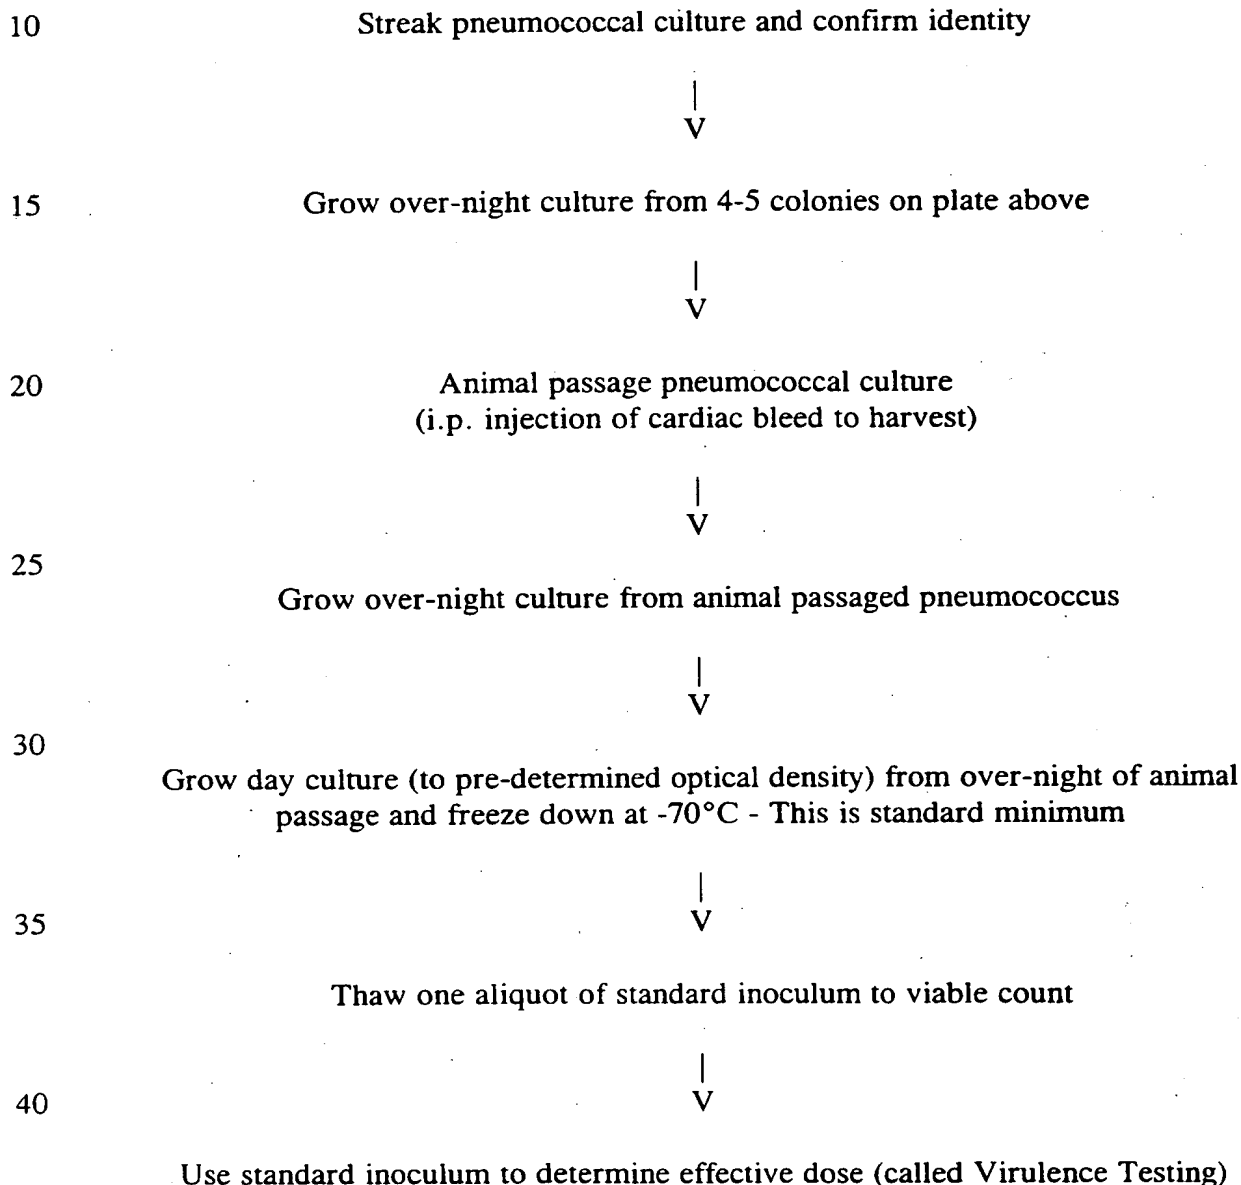 10 Streak pneumococcal culture and confirm identity
|
V
15 Grow over-night culture from 4-5 colonies on plate above
|
V
20 Animal passage pneumococcal culture
(i.p. injection of cardiac bleed to harvest)
|
V
25
Grow over-night culture from animal passaged pneumococcus
|
V
30
Grow day culture (to pre-determined optical density) from over-night of animal
passage and freeze down at -70°C - This is standard minimum
|
V
35
Thaw one aliquot of standard inoculum to viable count
|
V
40
Use standard inoculum to determine effective dose (called Virulence Testing)